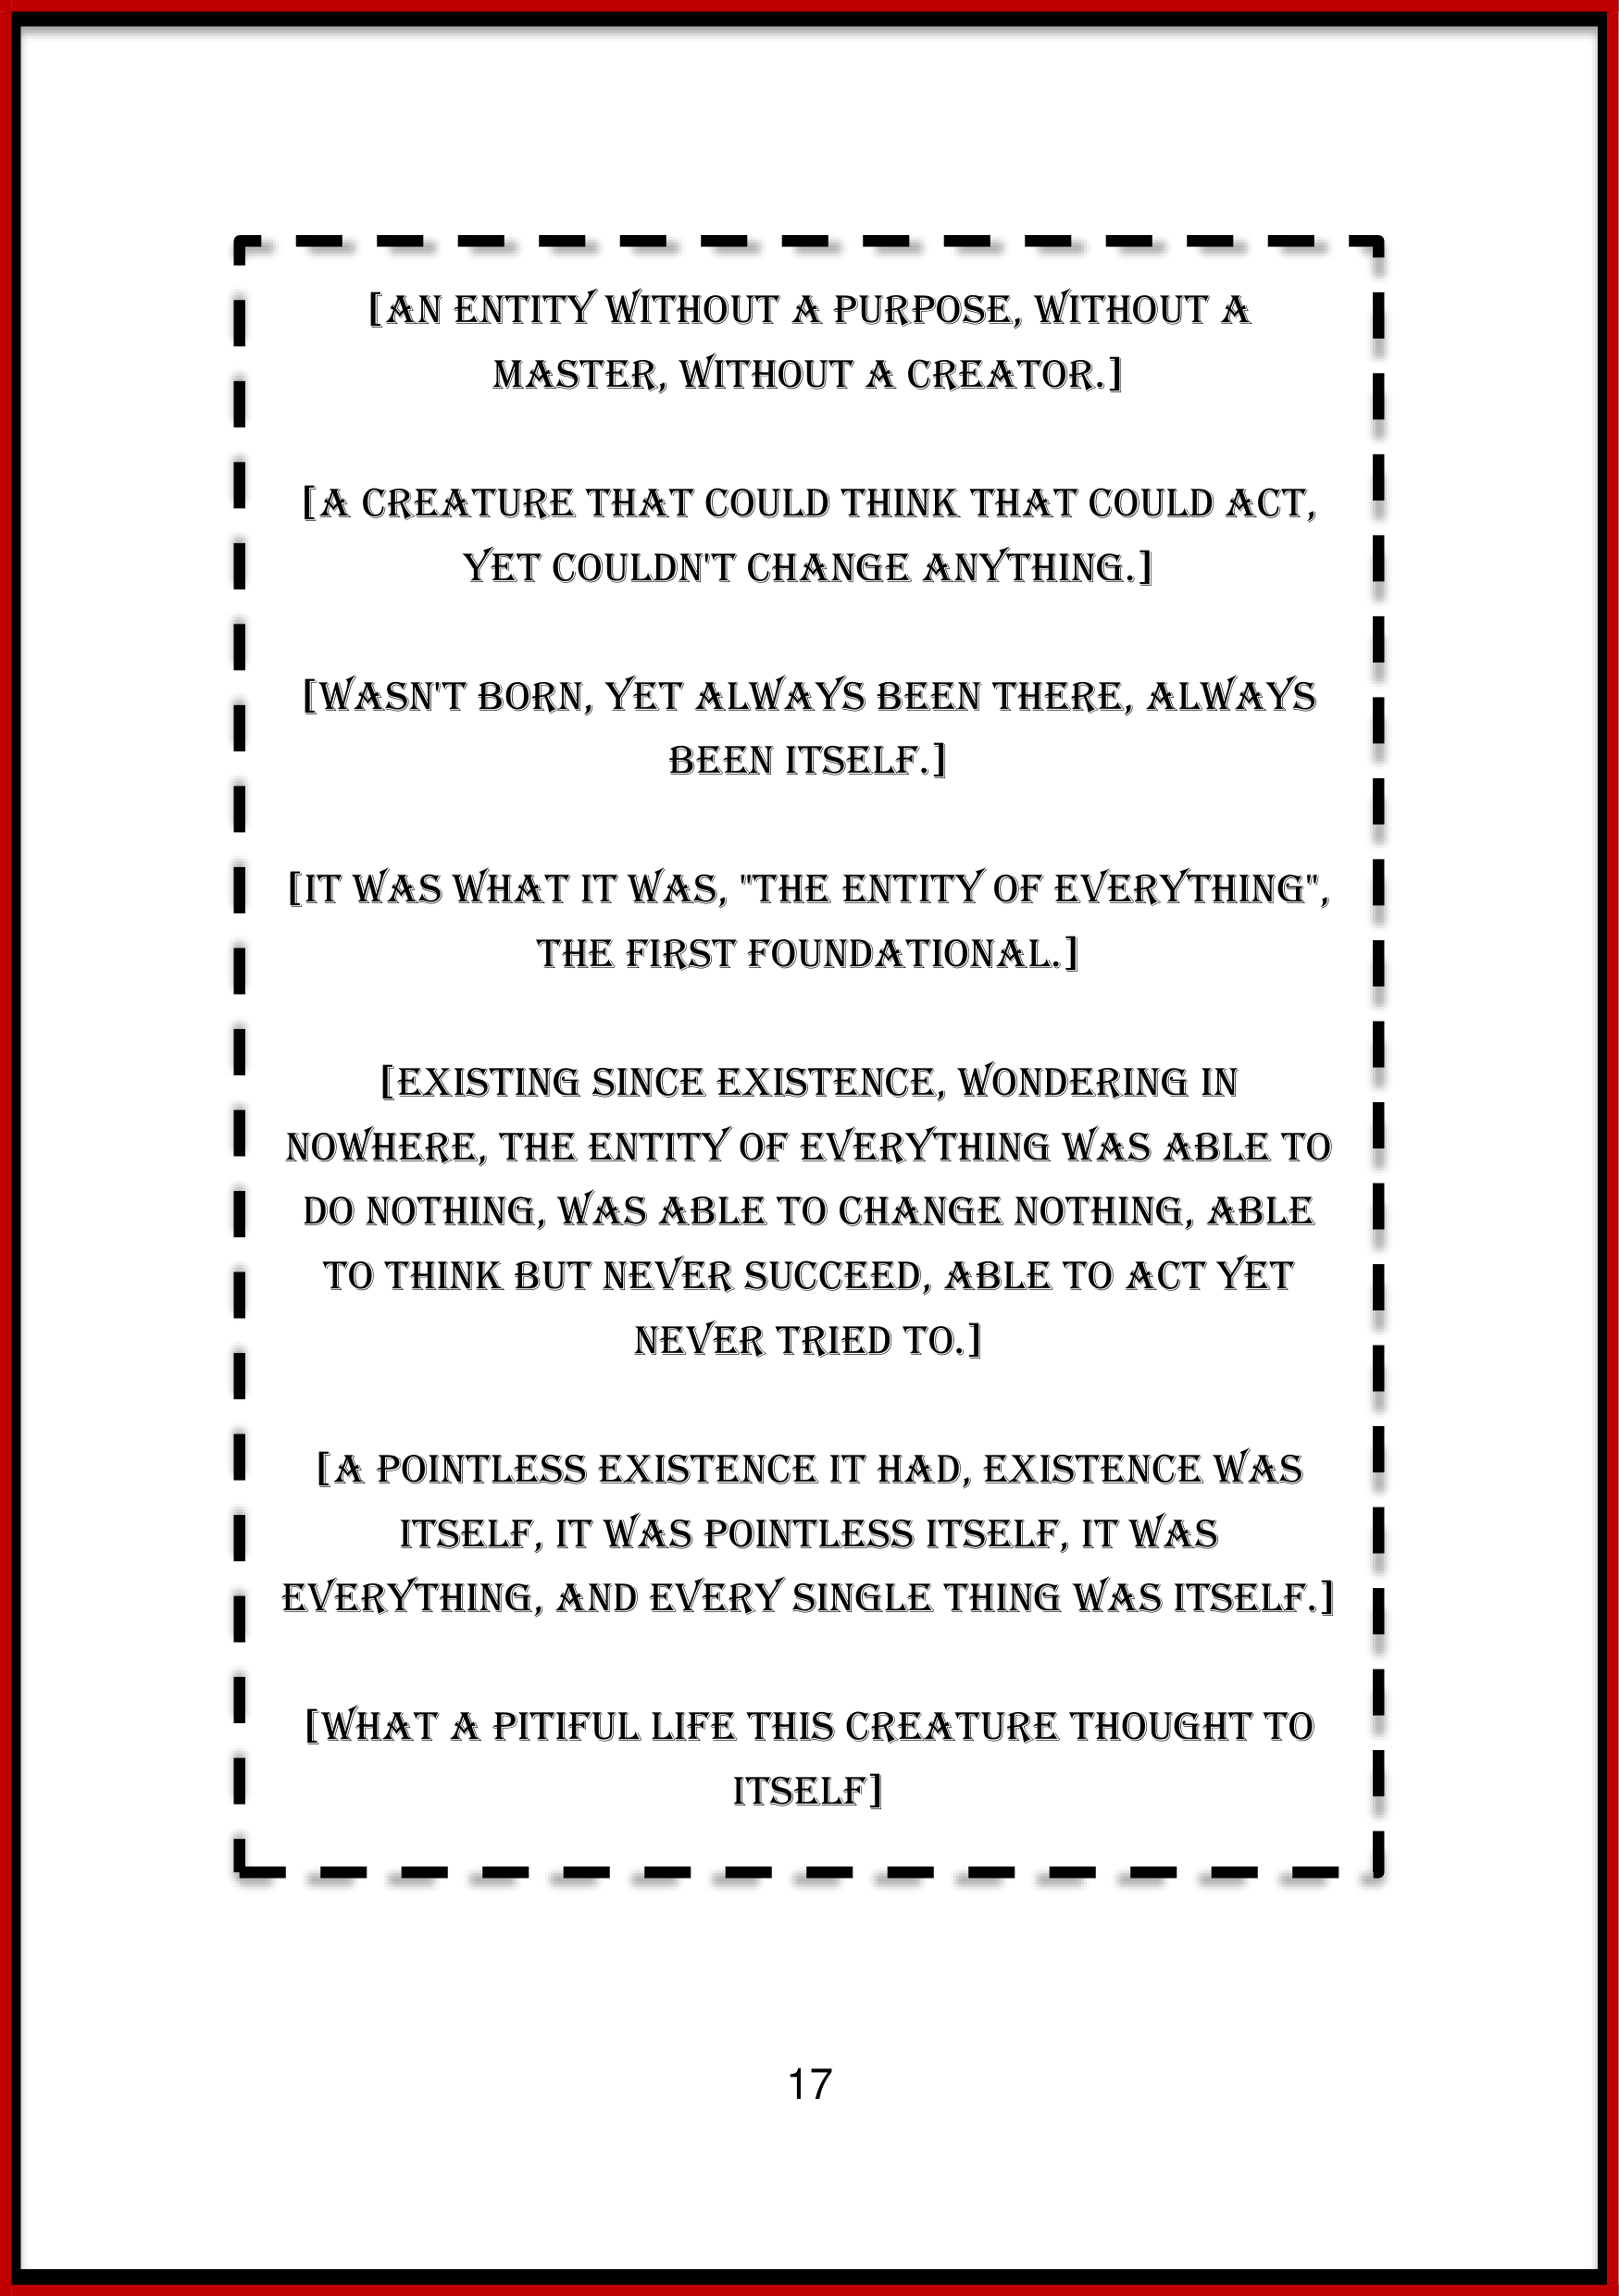 [AN ENTITY WITHOUT A PURPOSE, WITHOUT A
MASTER, WITHOUT A CREATOR.]
[A CREATURE THAT COULD THINK THAT COULD ACT,
YET COULDN'T CHANGE ANYTHING.]
[WASN'T BORN, YET ALWAYS BEEN THERE, ALWAYS
BEEN ITSELF.]
[IT WAS WHAT IT WAS, "THE ENTITY OF EVERYTHING",
THE FIRST FOUNDATIONAL.]
[EXISTING SINCE EXISTENCE, WONDERING IN
NOWHERE, THE ENTITY OF EVERYTHING WAS ABLE TO
DO NOTHING, WAS ABLE TO CHANGE NOTHING, ABLE
TO THINK BUT NEVER SUCCEED, ABLE TO ACT YET
NEVER TRIED TO.]
[A POINTLESS EXISTENCE IT HAD, EXISTENCE WAS
ITSELF, IT WAS POINTLESS ITSELF, IT WAS
EVERYTHING, AND EVERY SINGLE THING WAS ITSELF.]
[WHAT A PITIFUL LIFE THIS CREATURE THOUGHT TO
ITSELF]
17